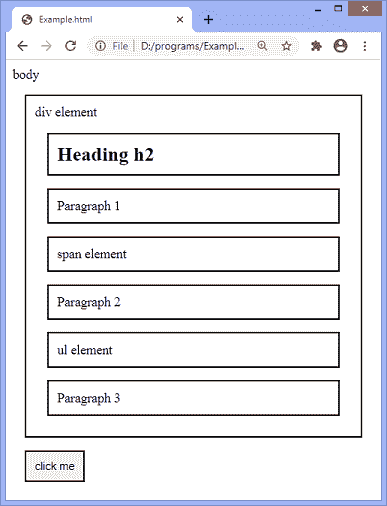 Example.html
File
D:/programs/Exampl...
body
div element
Heading h2
Paragraph 1
span element
Paragraph 2
ul element
Paragraph 3
click me